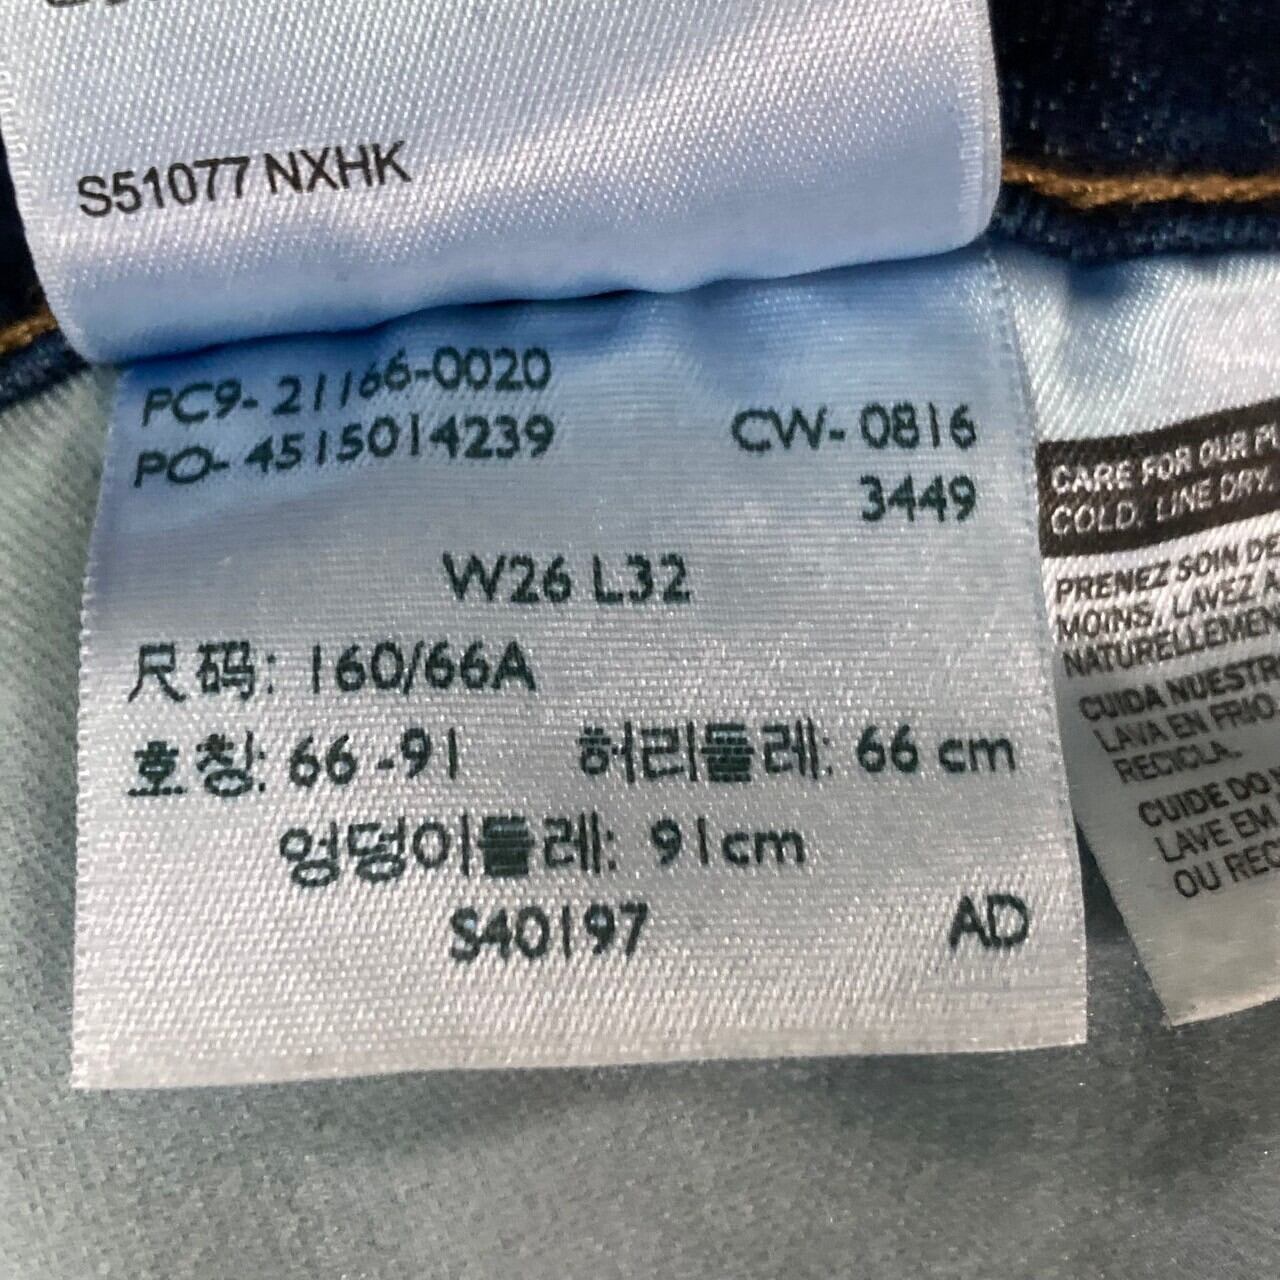 S51077 NXHK
PC9-21166-0020
PO-4515014239
CW-0816
3449
W26 L32
尺码: 160/66A
호칭: 66-91 허리둘레: 66 cm
엉덩이둘레: 91cm
S40197 AD
CARE FOR OUR
COLD, LINE DRY,
PRENEZ SOIN DE
MOINS, LAVEZ
NATURELLEMEN
CUIDA NUESTR
LAVA EN FRIO,
RECICLA.
CUIDE DO
LAVE EM
OU REC